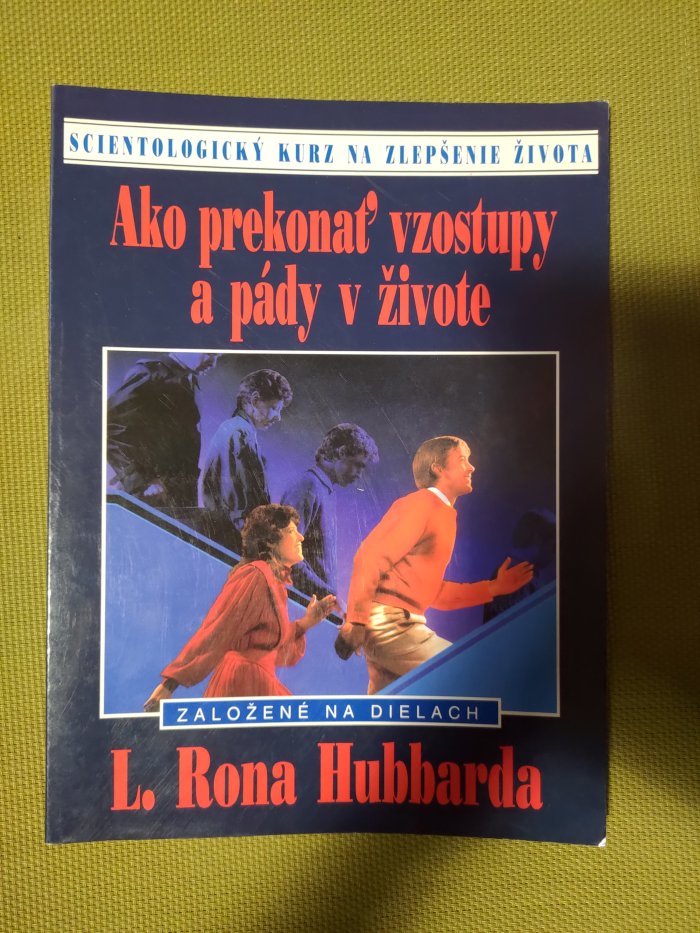 SCIENTOLOGICKÝ KURZ NA ZLEPŠENIE ŽIVOTA
Ako prekonať vzostupy
a pády v živote
ZALOŽENÉ NA DIELACH
L. Rona Hubbarda